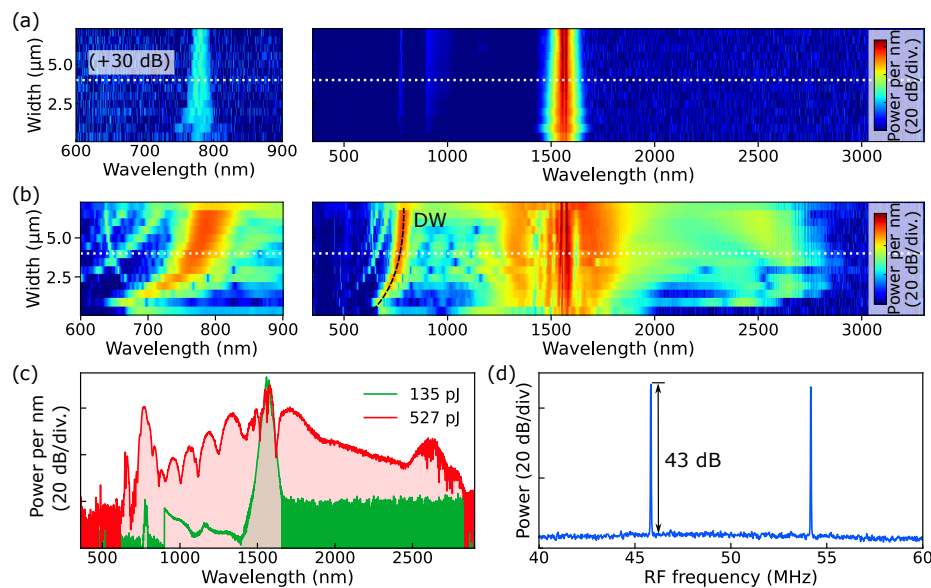 (a)
Width (μm)
5.0
2.5
(+30 dB)
600 700 800 900
Wavelength (nm)
500 1000 1500 2000 2500 3000
Wavelength (nm)
Power per nm
(20 dB/div.)
(b)
Width (μm)
5.0
2.5
600 700 800 900
Wavelength (nm)
DW
500 1000 1500 2000 2500 3000
Wavelength (nm)
Power per nm
(20 dB/div.)
(c)
Power per nm
(20 dB/div.)
135 pJ
527 pJ
500 1000 1500 2000 2500
Wavelength (nm)
(d)
Power (20 dB/div)
43 dB
40 45 50 55 60
RF frequency (MHz)